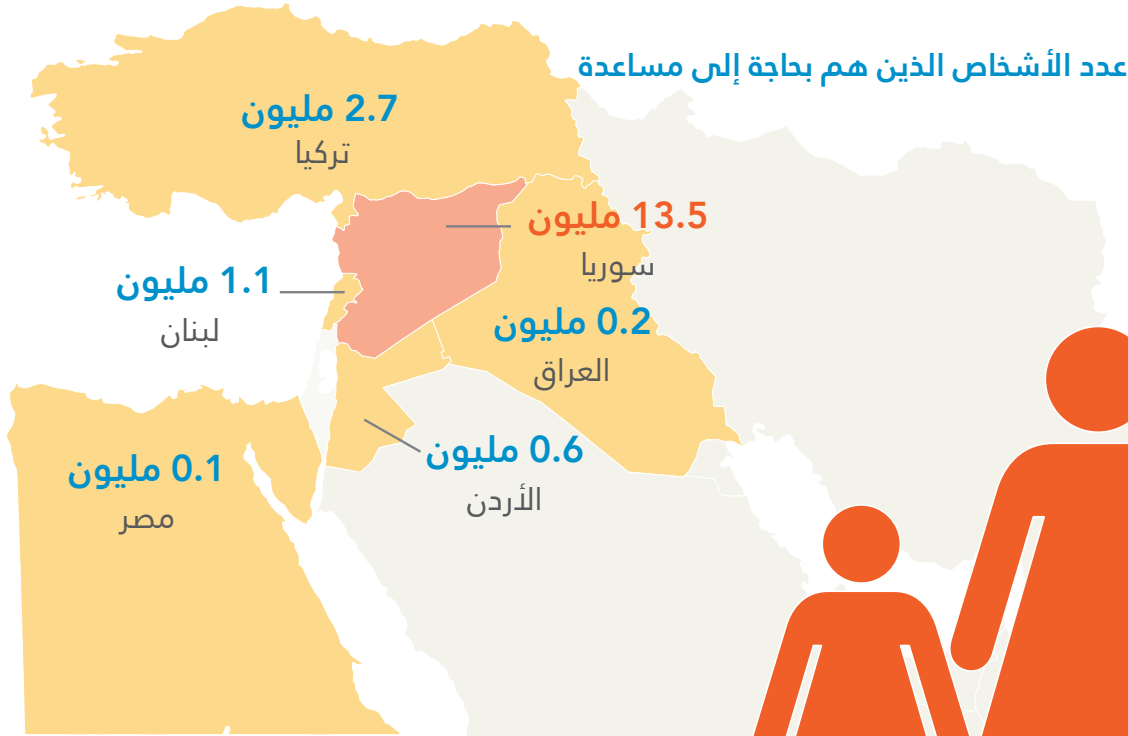 عدد الأشخاص الذين هم بحاجة إلى مساعدة
2.7 مليون
تركيا
13.5 مليون
سوريا
1.1 مليون
لبنان
0.2 مليون
العراق
0.6 مليون
الأردن
0.1 مليون
مصر